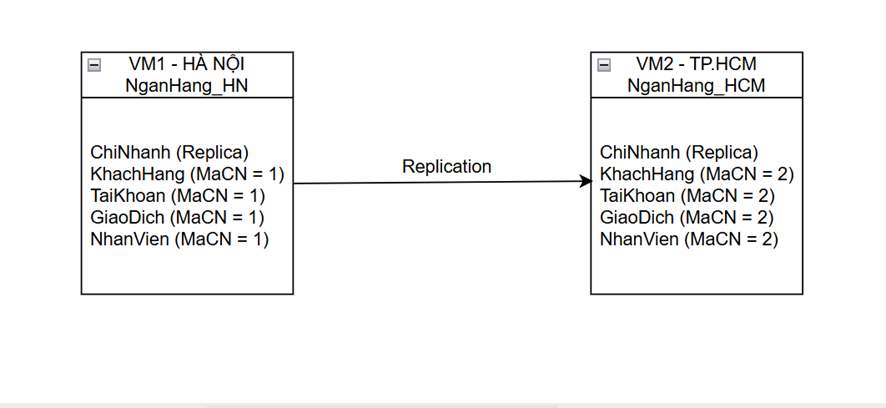 VM1 - HÀ NỘI
NganHang_HN
ChiNhanh (Replica)
KhachHang (MaCN = 1)
TaiKhoan (MaCN = 1)
GiaoDich (MaCN = 1)
NhanVien (MaCN = 1)
Replication
VM2 - TP.HCM
NganHang_HCM
ChiNhanh (Replica)
KhachHang (MaCN = 2)
TaiKhoan (MaCN = 2)
GiaoDich (MaCN = 2)
NhanVien (MaCN = 2)